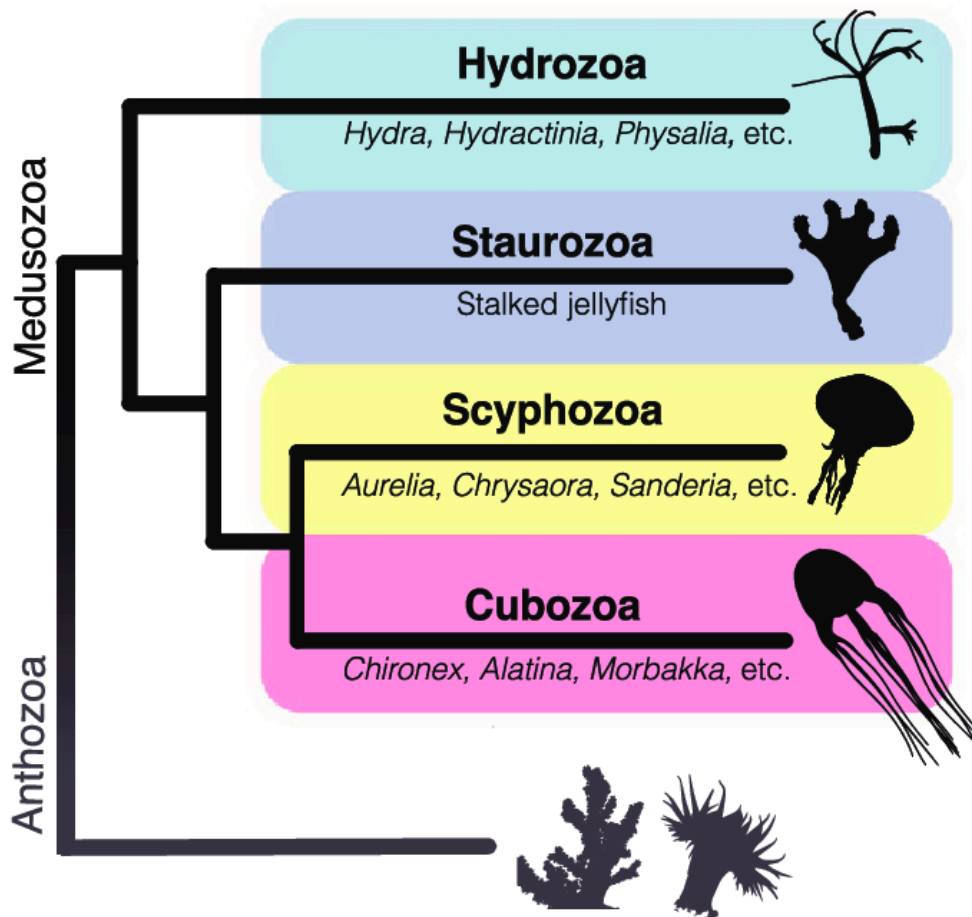 Hydrozoa
Hydra, Hydractinia, Physalia, etc.
Medusozoa
Staurozoa
Stalked jellyfish
Scyphozoa
Aurelia, Chrysaora, Sanderia, etc.
Cubozoa
Chironex, Alatina, Morbakka, etc.
Anthozoa